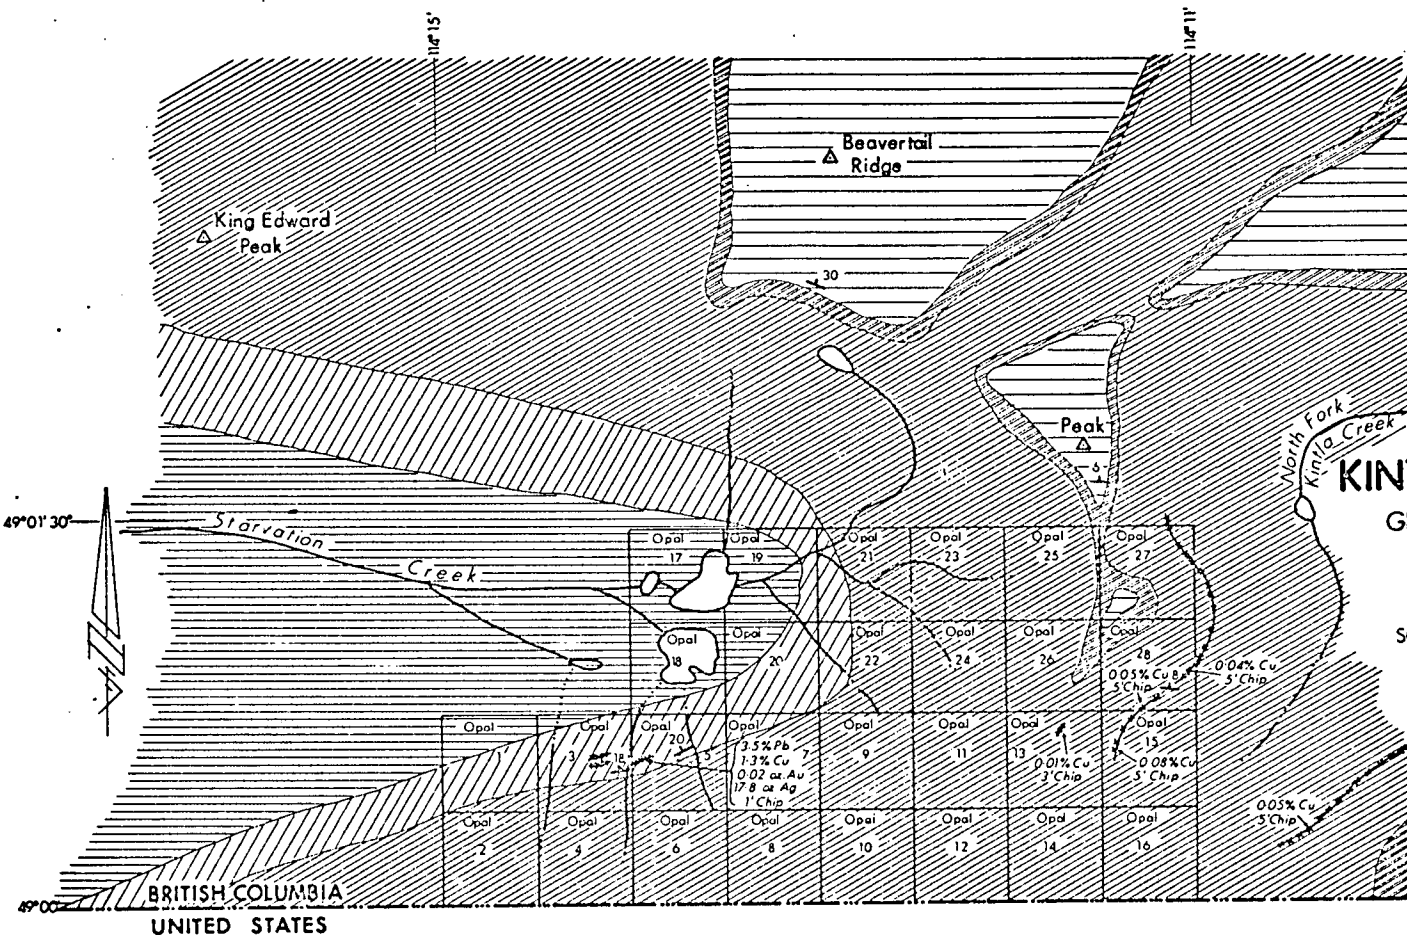 114°15'
114°11'
Beavertail
Ridge
King Edward
Peak
30
North Fork
Kintla Creek
Peak
6
KIN
G
49°01'30"
Starvation
Creek
Opal
17
Opal
19
Opal
21
Opal
23
Opal
25
Opal
27
Opal
18
Opal
20
Opal
22
Opal
24
Opal
26
Opal
28
0.05% Cu
5' Chip
8
0.04% Cu
5' Chip
S
Opal
1
Opal
3
18
Opal
20
5
Opal
7
3.5% Pb
1.3% Cu
0.02 oz. Au
17.8 oz Ag
1' Chip
Opal
9
Opal
11
Opal
13
0.01% Cu
3' Chip
Opal
15
0.08% Cu
5' Chip
0.05% Cu
5' Chip
Opal
2
Opal
4
Opal
6
Opal
8
Opal
10
Opal
12
Opal
14
Opal
16
49°00'
BRITISH COLUMBIA
UNITED STATES